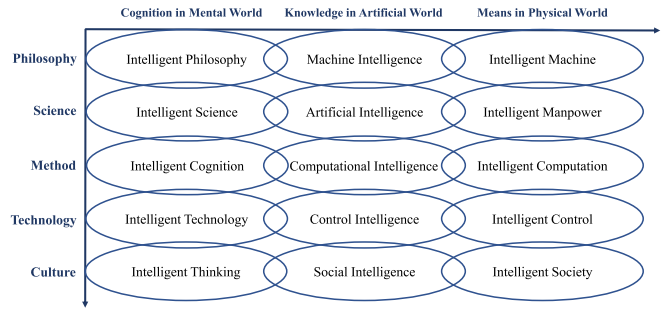 Cognition in Mental World Knowledge in Artificial World Means in Physical World
Philosophy Intelligent Philosophy Machine Intelligence Intelligent Machine
Science Intelligent Science Artificial Intelligence Intelligent Manpower
Method Intelligent Cognition Computational Intelligence Intelligent Computation
Technology Intelligent Technology Control Intelligence Intelligent Control
Culture Intelligent Thinking Social Intelligence Intelligent Society